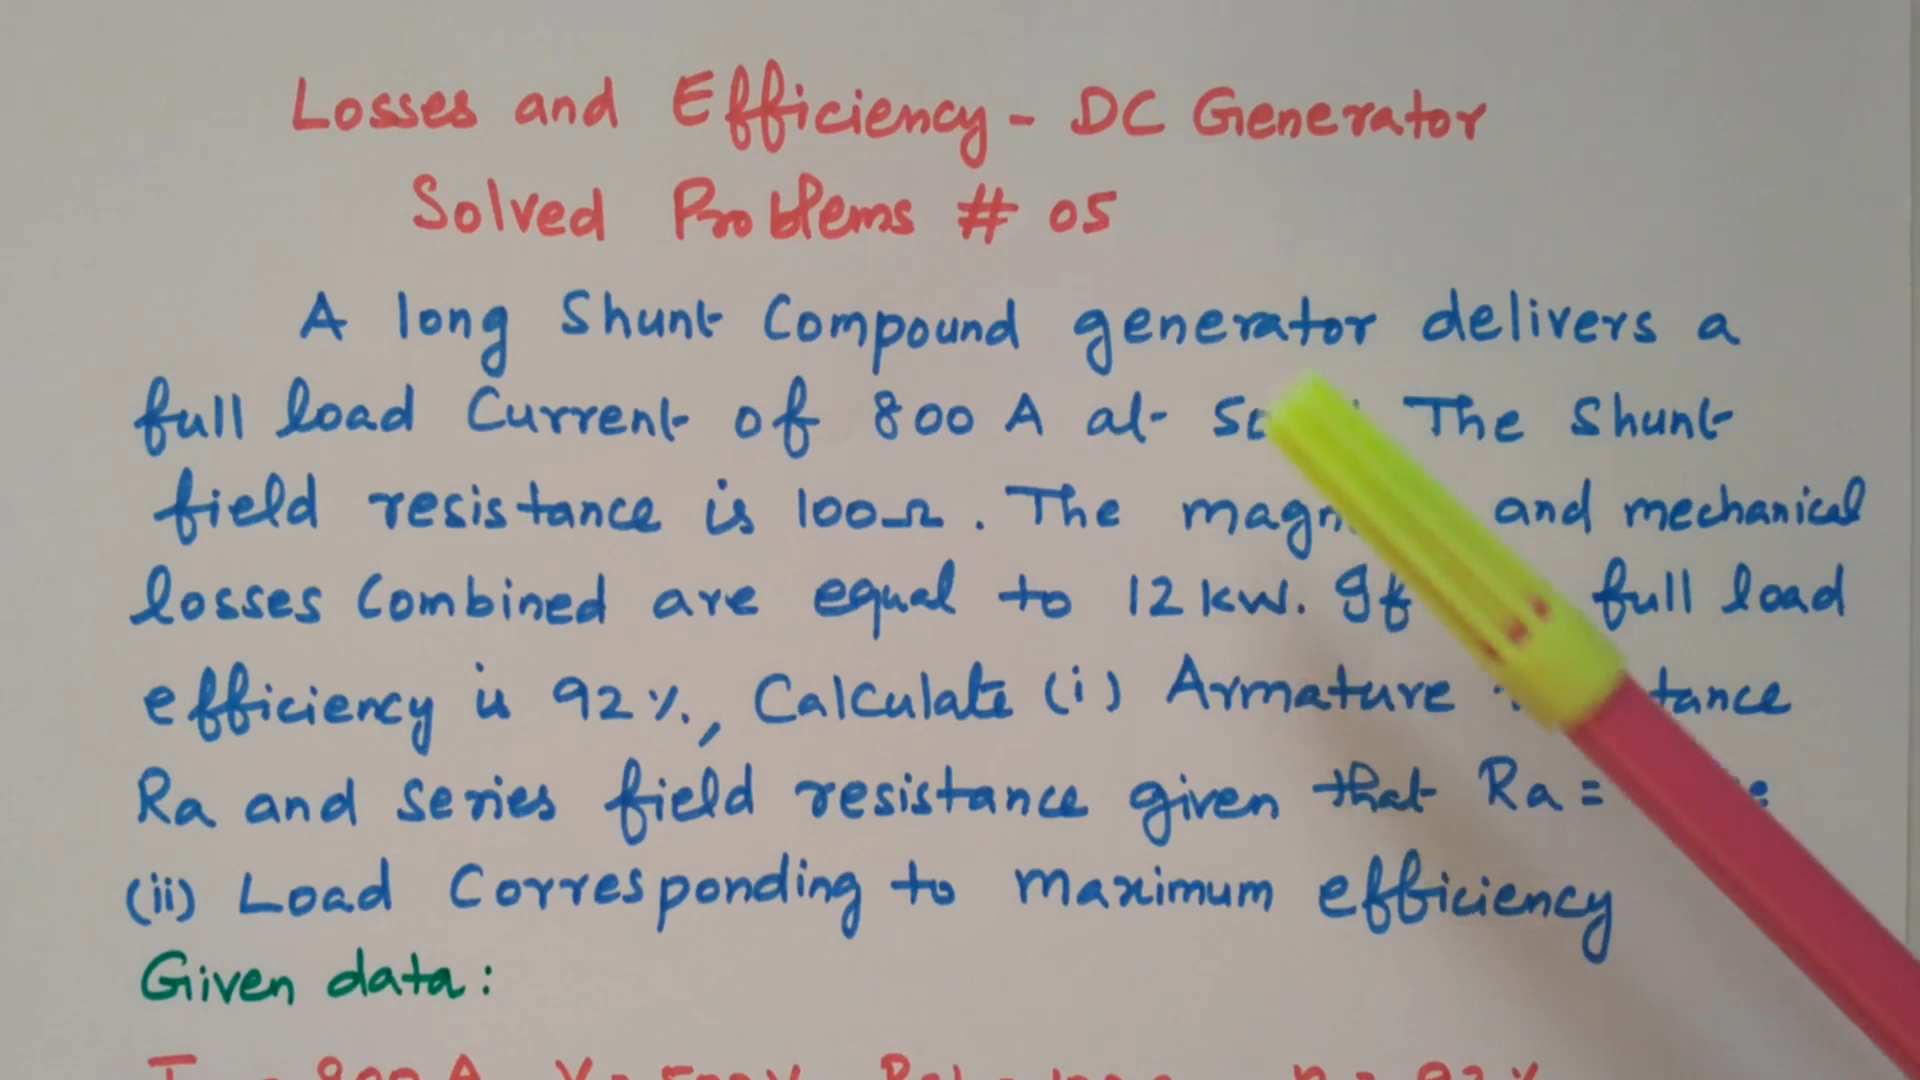 Losses and Efficiency - DC Generator
Solved Problems # 05
A long Shunt Compound generator delivers a
full load Current of 800 A at The Shunt
field resistance is 100Ω. The and mechanical
losses Combined are equal to 12 kW. If full load
efficiency is 92%, Calculate (i) Armature
Ra and Series field resistance given that Ra =
(ii) Load Corresponding to maximum efficiency
Given data: